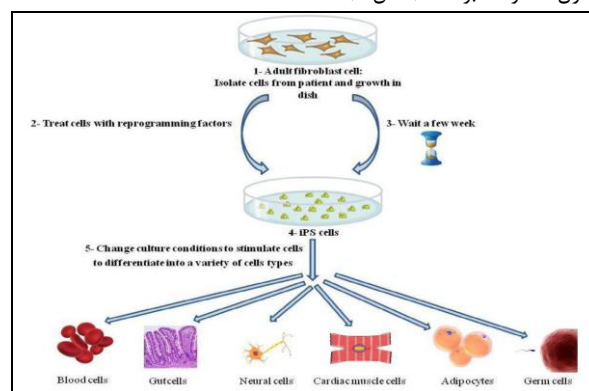 1- Adult fibroblast cell:
Isolate cells from patient and growth in
dish
2- Treat cells with reprogramming factors
3- Wait a few week
4- iPS cells
5- Change culture conditions to stimulate cells
to differentiate into a variety of cells types
Blood cells
Gut cells
Neural cells
Cardiac muscle cells
Adipocytes
Germ cells